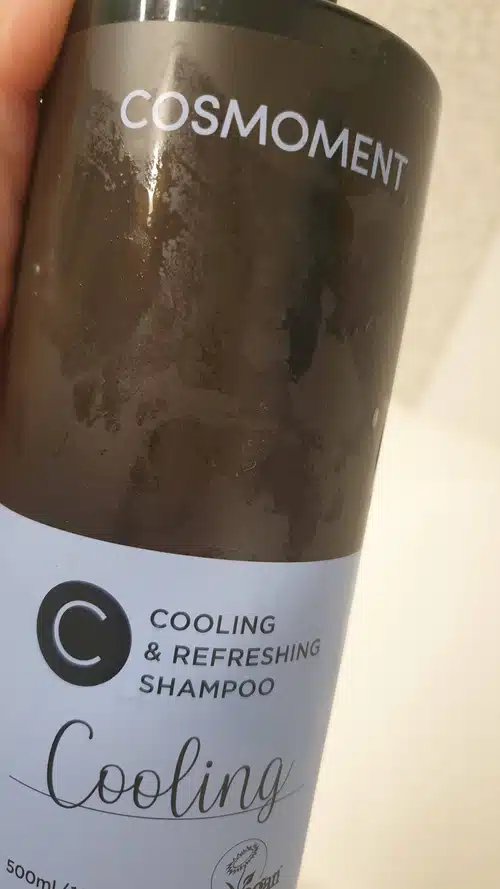 COSMOMENT
C
COOLING
& REFRESHING
SHAMPOO
Cooling
500ml